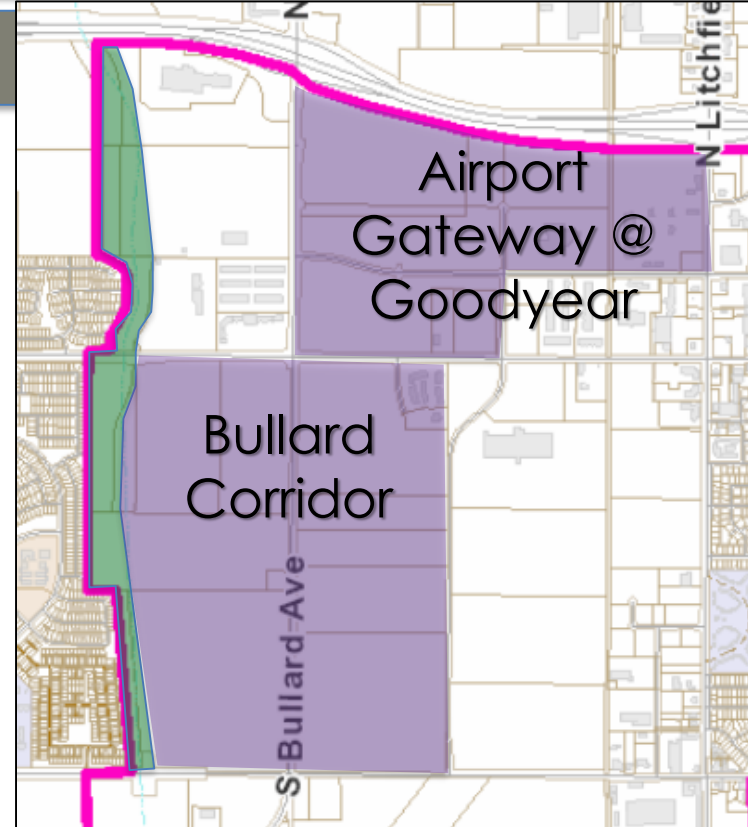 N
N Litchfie
Airport
Gateway @
Goodyear
Bullard
Corridor
S Bullard Ave